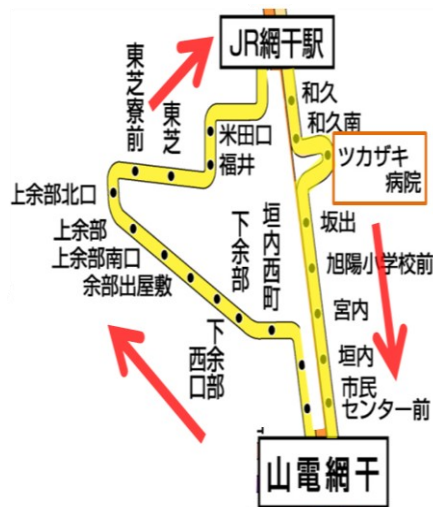 JR網干駅
東芝寮前
東芝
米田口
福井
和久
和久南
ツカザキ
病院
上余部北口
上余部
上余部南口
余部出屋敷
下余部
垣内西町
坂出
旭陽小学校前
宮内
下余部
西口
垣内
市民
センター前
山電網干